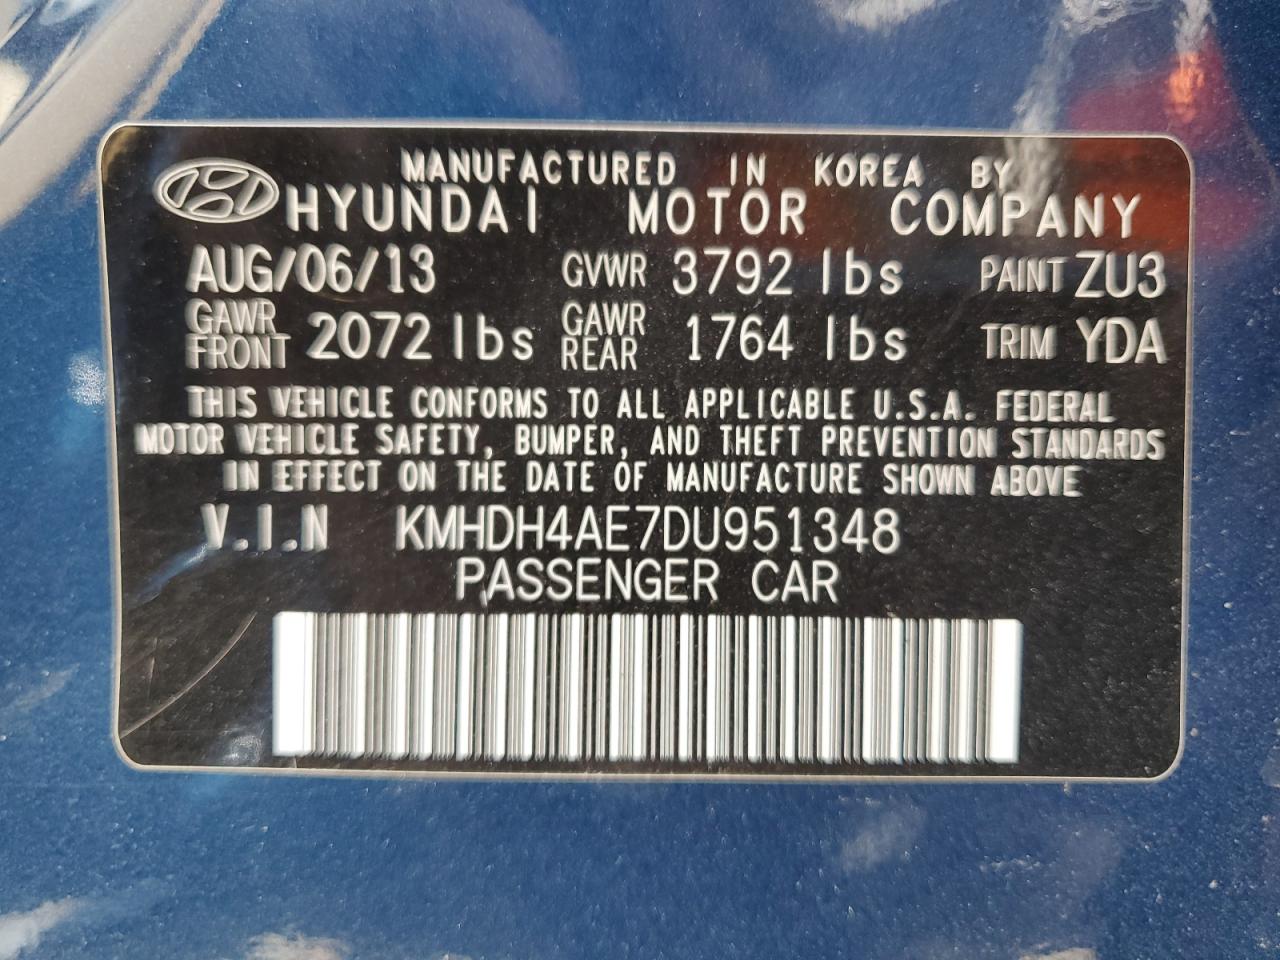 MANUFACTURED IN KOREA BY
HYUNDAI MOTOR COMPANY
AUG/06/13 GVWR 3792 lbs PAINT ZU3
GAWR FRONT 2072 lbs GAWR REAR 1764 lbs TRIM YDA
THIS VEHICLE CONFORMS TO ALL APPLICABLE U.S.A. FEDERAL
MOTOR VEHICLE SAFETY, BUMPER, AND THEFT PREVENTION STANDARDS
IN EFFECT ON THE DATE OF MANUFACTURE SHOWN ABOVE
V.I.N KMHDH4AE7DU951348
PASSENGER CAR